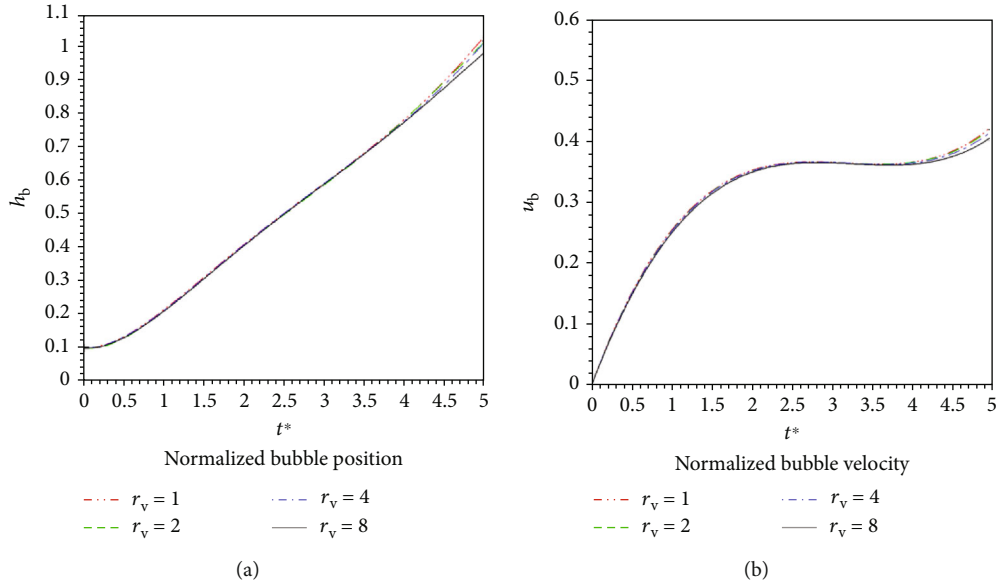 1.1
1
0.9
0.8
0.7
0.6
0.5
0.4
0.3
0.2
0.1
0
h_b
0 0.5 1 1.5 2 2.5 3 3.5 4 4.5 5
t*
Normalized bubble position
r_v = 1 r_v = 4
r_v = 2 r_v = 8
(a)
0.6
0.5
0.4
0.3
0.2
0.1
0
u_b
0 0.5 1 1.5 2 2.5 3 3.5 4 4.5 5
t*
Normalized bubble velocity
r_v = 1 r_v = 4
r_v = 2 r_v = 8
(b)